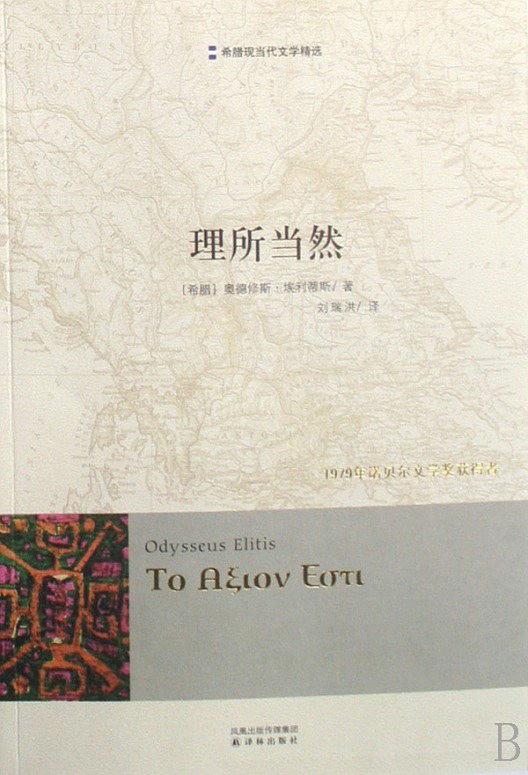 希腊现当代文学精选
理所当然
［希腊］奥德修斯·埃利蒂斯/著
刘瑞洪/译
1979年诺贝尔文学奖获得者
Odysseus Elitis
Το Αξιον Εστι
凤凰出版传媒集团
译林出版社
B